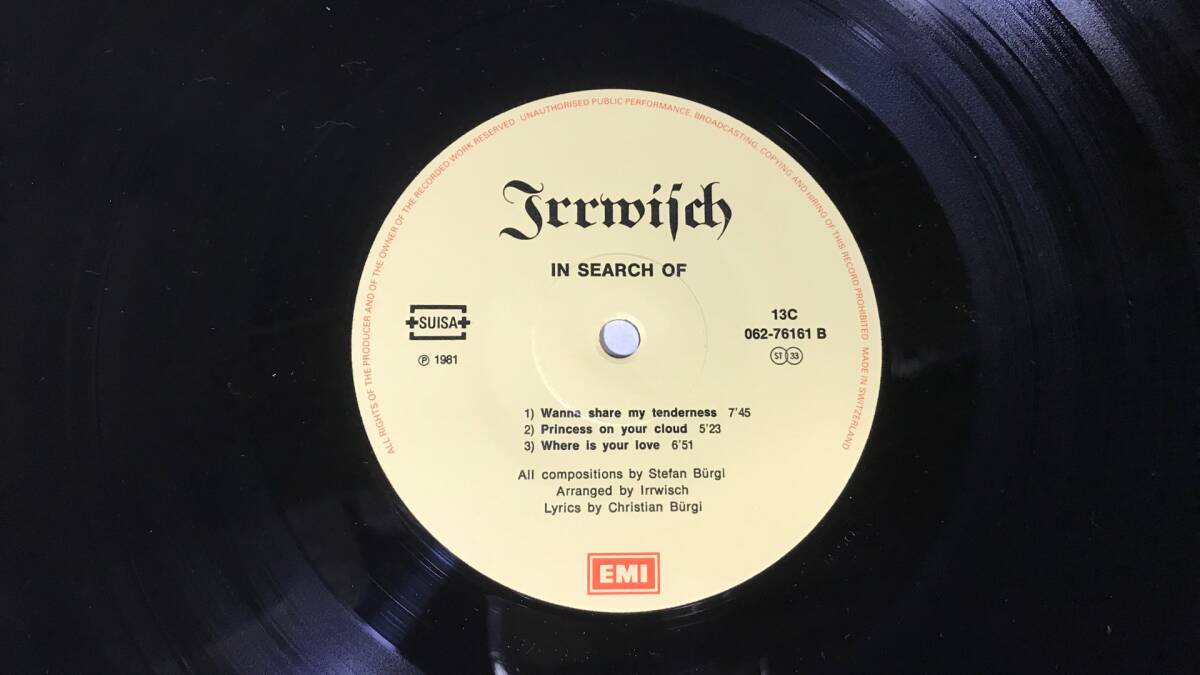 ALL RIGHTS OF THE PRODUCER AND OF THE OWNER OF THE RECORDED WORK RESERVED UNAUTHORISED PUBLIC PERFORMANCE, BROADCASTING, COPYING AND HIRING OF THIS RECORD PROHIBITED MADE IN SWITZERLAND
Irrwiſch
IN SEARCH OF
SUISA
℗ 1981
13C
062-76161 B
ST 33
1) Wanna share my tenderness 7'45
2) Princess on your cloud 5'23
3) Where is your love 6'51
All compositions by Stefan Bürgi
Arranged by Irrwisch
Lyrics by Christian Bürgi
EMI